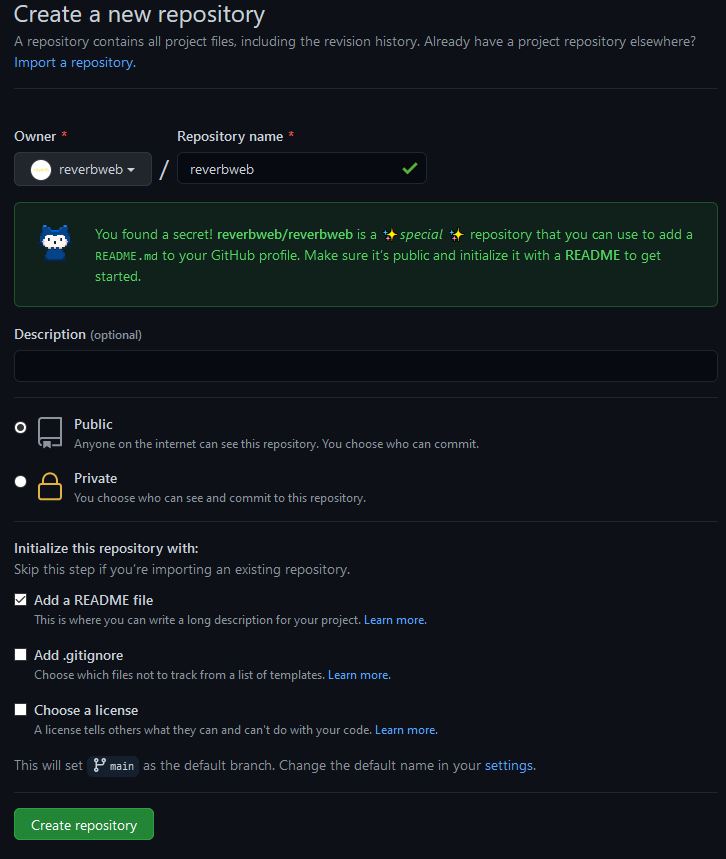 Create a new repository
A repository contains all project files, including the revision history. Already have a project repository elsewhere?
Import a repository.
Owner * Repository name *
reverbweb / reverbweb
You found a secret! reverbweb/reverbweb is a ✨special ✨ repository that you can use to add a
README.md to your GitHub profile. Make sure it's public and initialize it with a README to get
started.
Description (optional)
Public
Anyone on the internet can see this repository. You choose who can commit.
Private
You choose who can see and commit to this repository.
Initialize this repository with:
Skip this step if you're importing an existing repository.
Add a README file
This is where you can write a long description for your project. Learn more.
Add .gitignore
Choose which files not to track from a list of templates. Learn more.
Choose a license
A license tells others what they can and can't do with your code. Learn more.
This will set main as the default branch. Change the default name in your settings.
Create repository